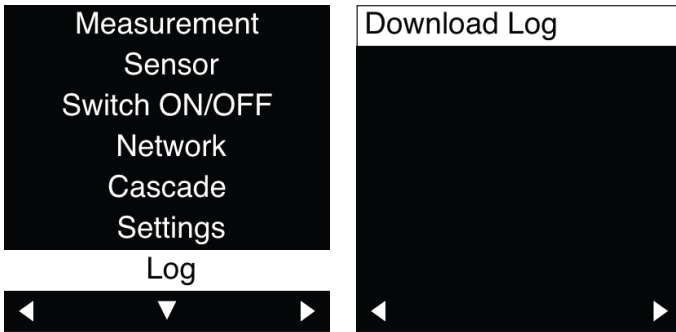 Measurement
Sensor
Switch ON/OFF
Network
Cascade
Settings
Log
Download Log